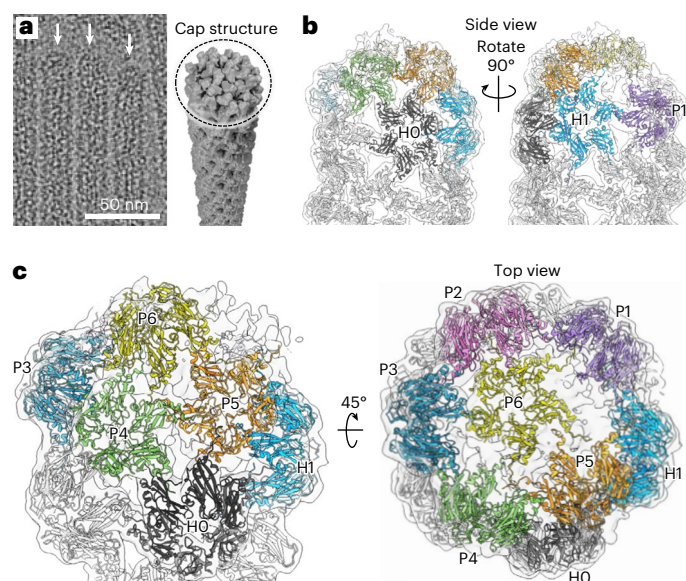 a
Cap structure
50 nm
b
Side view
Rotate
90°
H0
H1
P1
c
P6
P3
P5
P4
H1
H0
45°
Top view
P2
P1
P3
P6
P5
H1
P4
H0